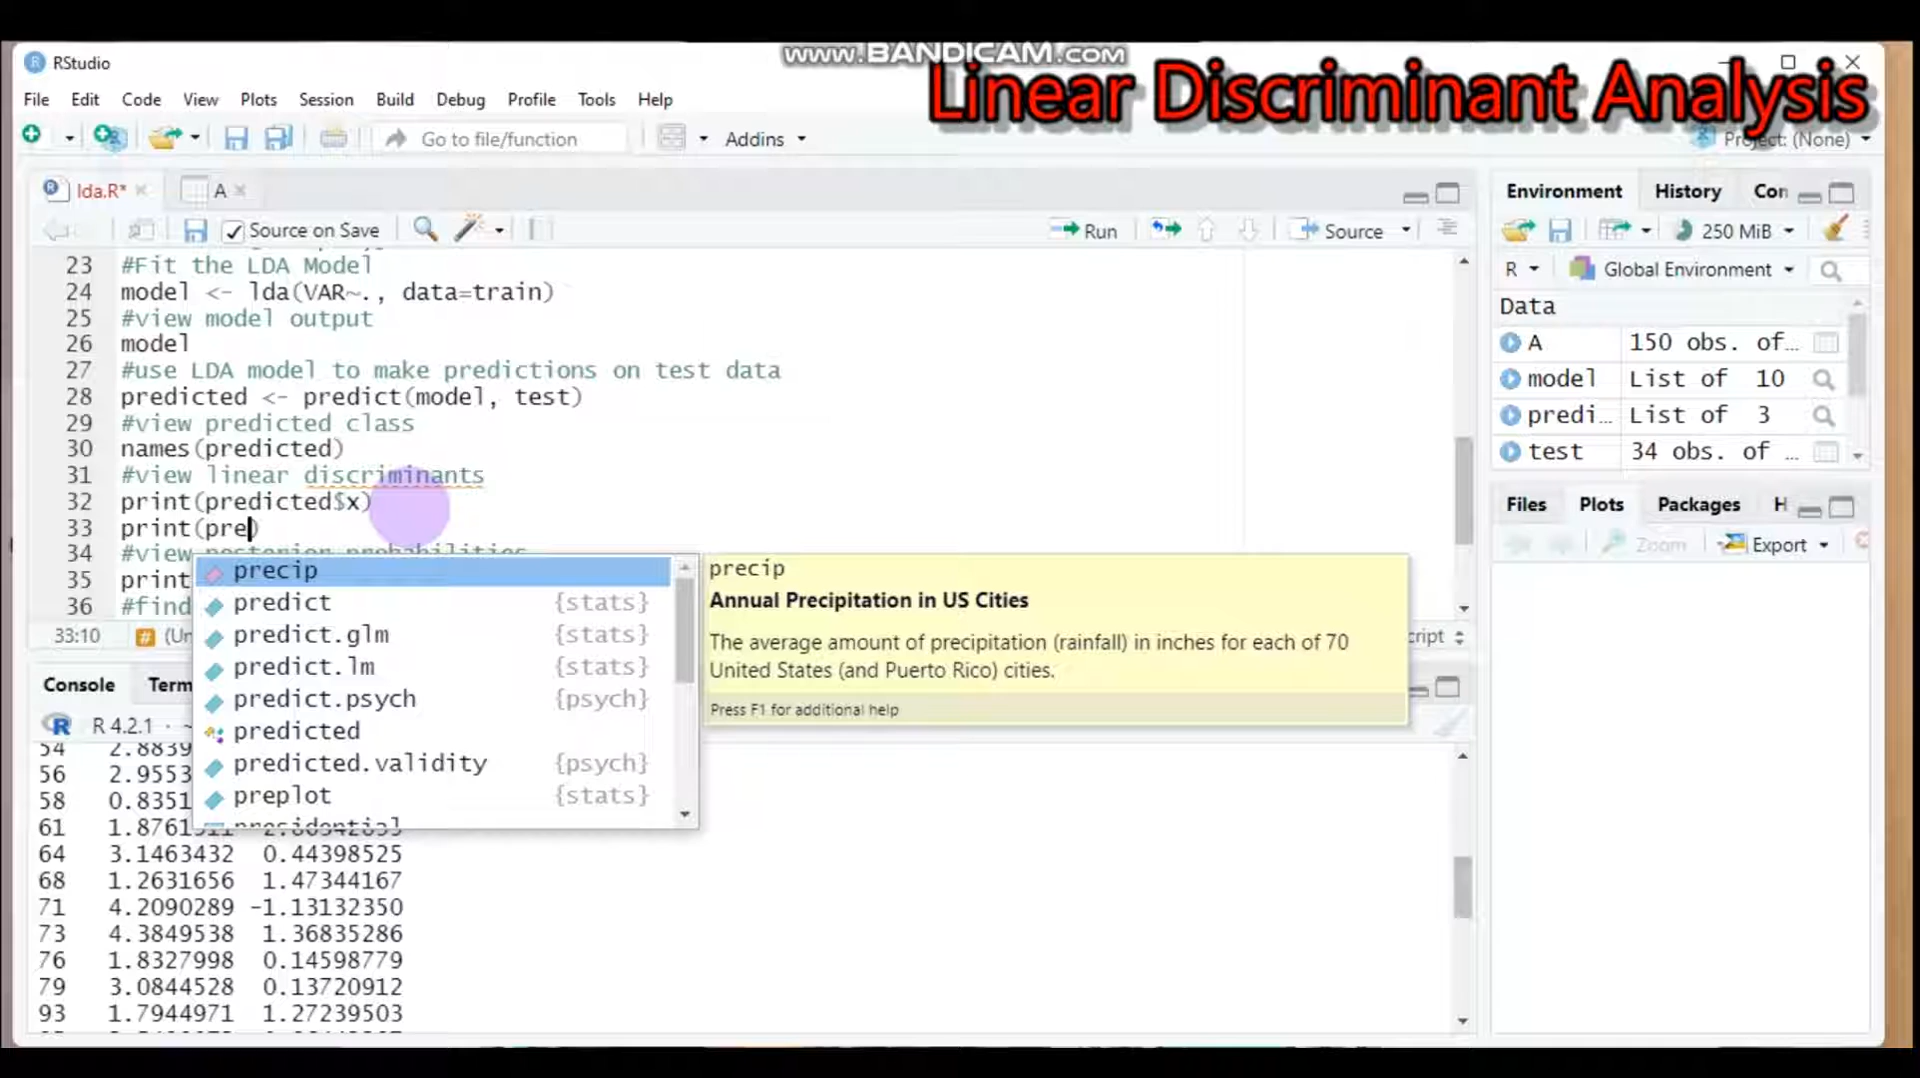 www.BANDICAM.com
RStudio
Linear Discriminant Analysis
File Edit Code View Plots Session Build Debug Profile Tools Help
Go to file/function
Addins
Project: (None)
lda.R*
A
Environment History Con
Source on Save
Run
Source
250 MiB
23 #Fit the LDA Model
24 model <- lda(VAR~., data=train)
25 #view model output
26 model
27 #use LDA model to make predictions on test data
28 predicted <- predict(model, test)
29 #view predicted class
30 names(predicted)
31 #view linear discriminants
32 print(predicted$x)
33 print(pre)
34 #view posterior probabilities
35 print
36 #find
R Global Environment
Data
A 150 obs. of…
model List of 10
predi… List of 3
test 34 obs. of …
Files Plots Packages H
Zoom Export
precip
predict {stats}
predict.glm {stats}
predict.lm {stats}
predict.psych {psych}
predicted
predicted.validity {psych}
preplot {stats}
presidential
precip
Annual Precipitation in US Cities
The average amount of precipitation (rainfall) in inches for each of 70
United States (and Puerto Rico) cities.
Press F1 for additional help
33:10 # (Un
cript
Console Term
R R 4.2.1 · ~
54 2.8839
56 2.9553
58 0.8351
61 1.8761
64 3.1463432 0.44398525
68 1.2631656 1.47344167
71 4.2090289 -1.13132350
73 4.3849538 1.36835286
76 1.8327998 0.14598779
79 3.0844528 0.13720912
93 1.7944971 1.27239503